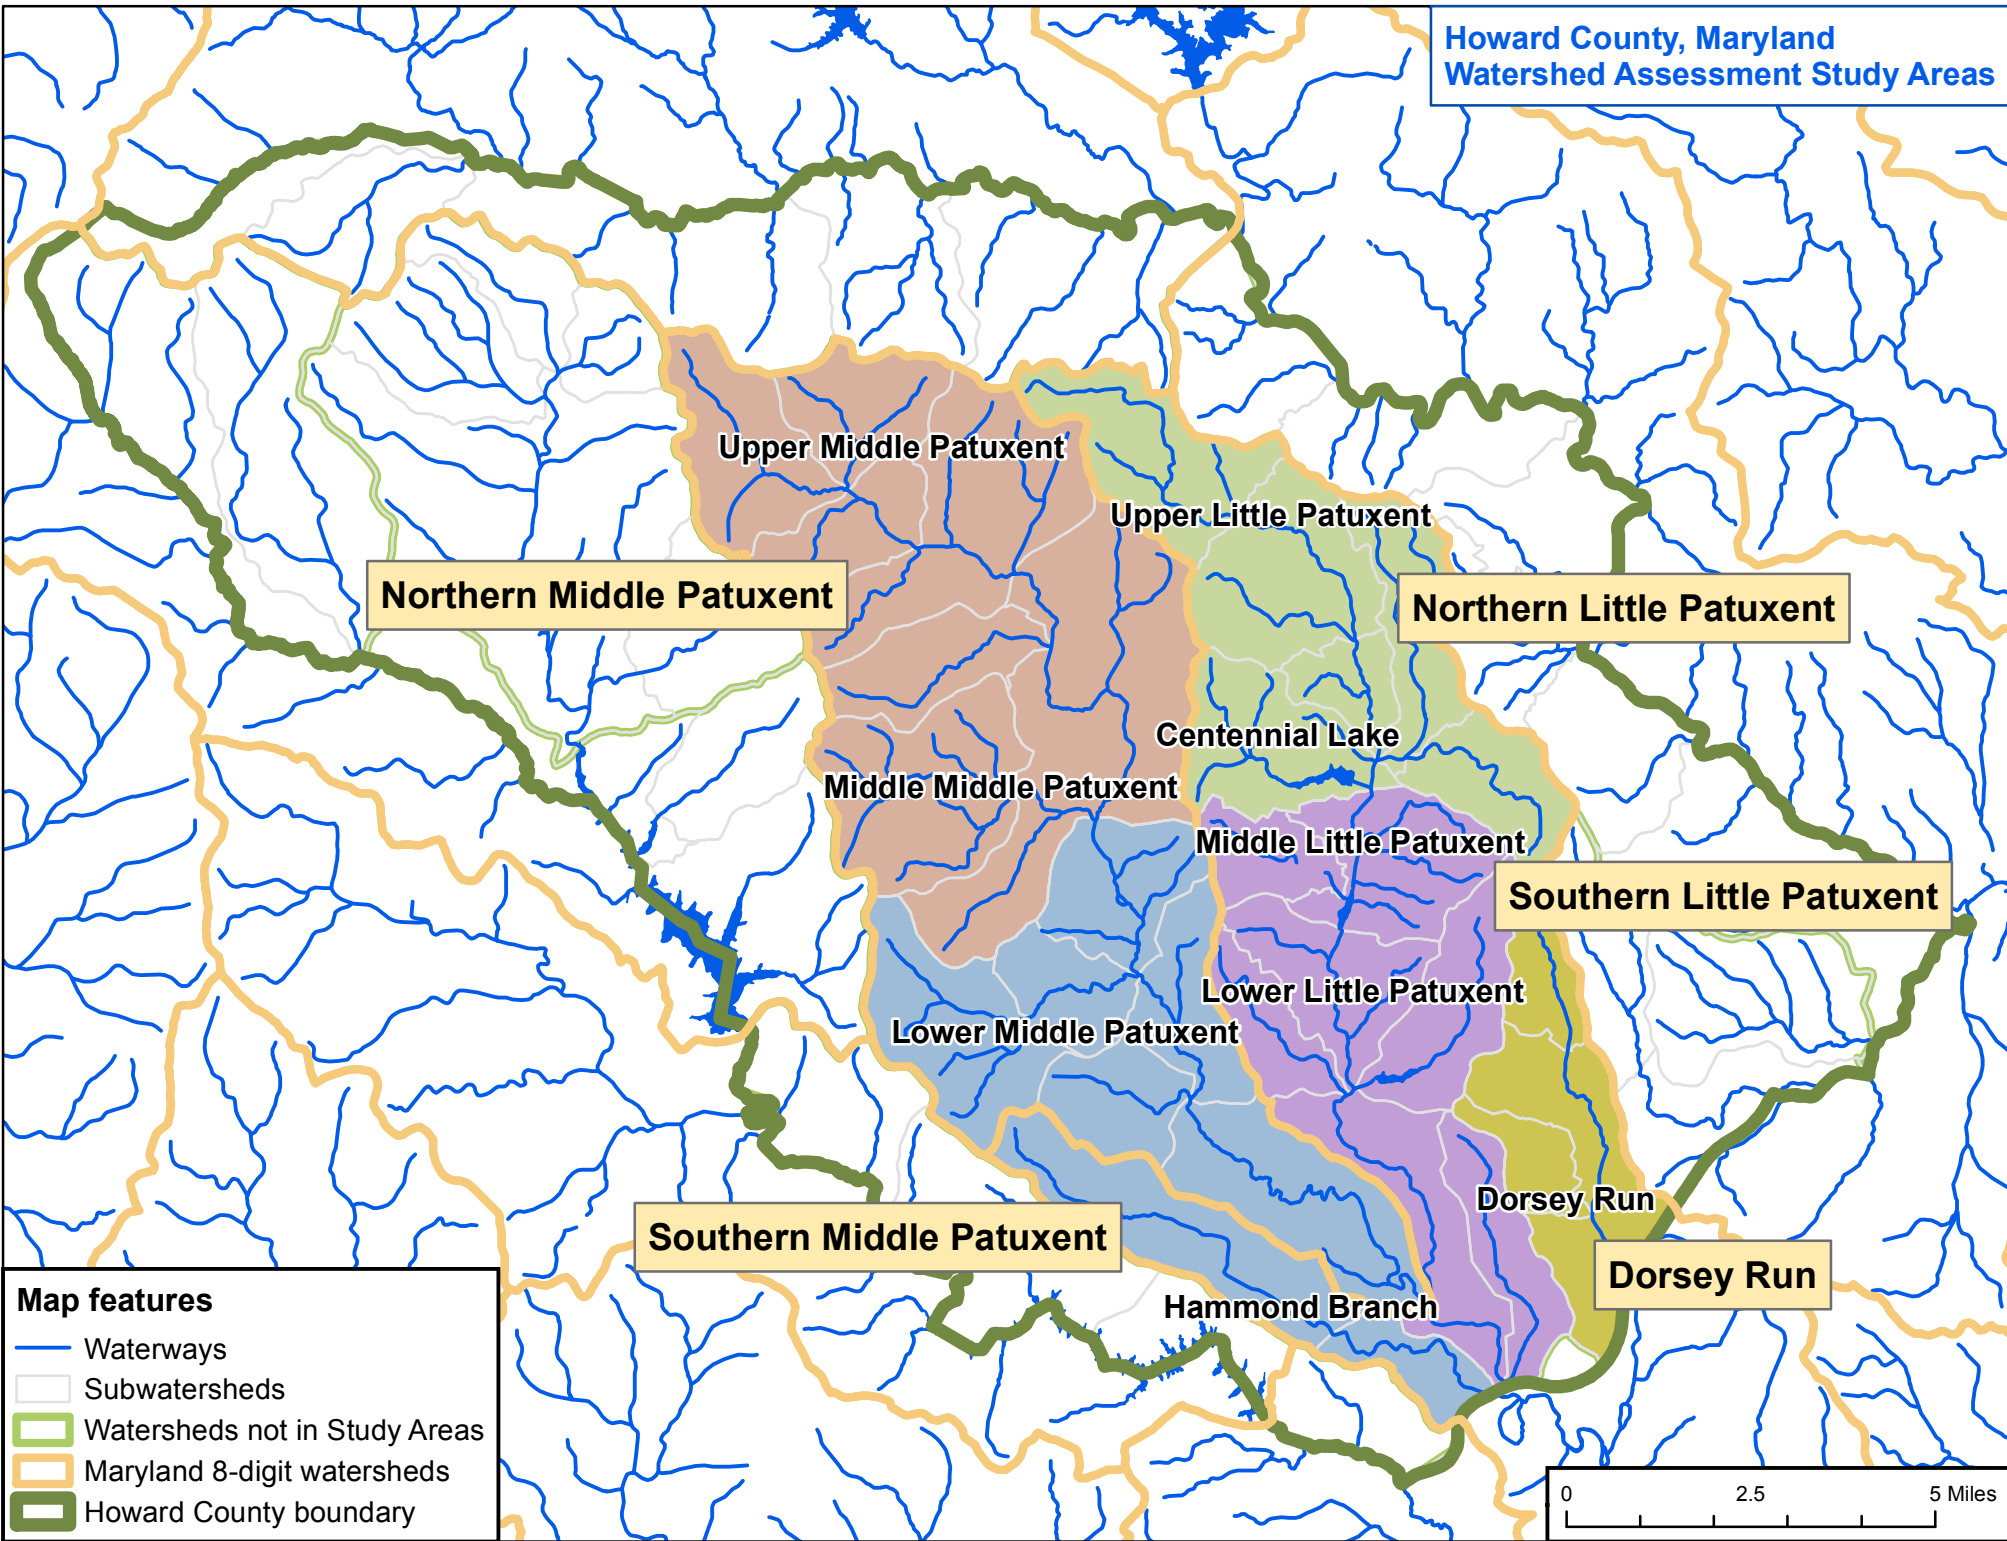 Howard County, Maryland
Watershed Assessment Study Areas
Upper Middle Patuxent
Upper Little Patuxent
Northern Middle Patuxent
Northern Little Patuxent
Centennial Lake
Middle Middle Patuxent
Middle Little Patuxent
Southern Little Patuxent
Lower Little Patuxent
Lower Middle Patuxent
Dorsey Run
Southern Middle Patuxent
Dorsey Run
Hammond Branch
Map features
Waterways
Subwatersheds
Watersheds not in Study Areas
Maryland 8-digit watersheds
Howard County boundary
0 2.5 5 Miles